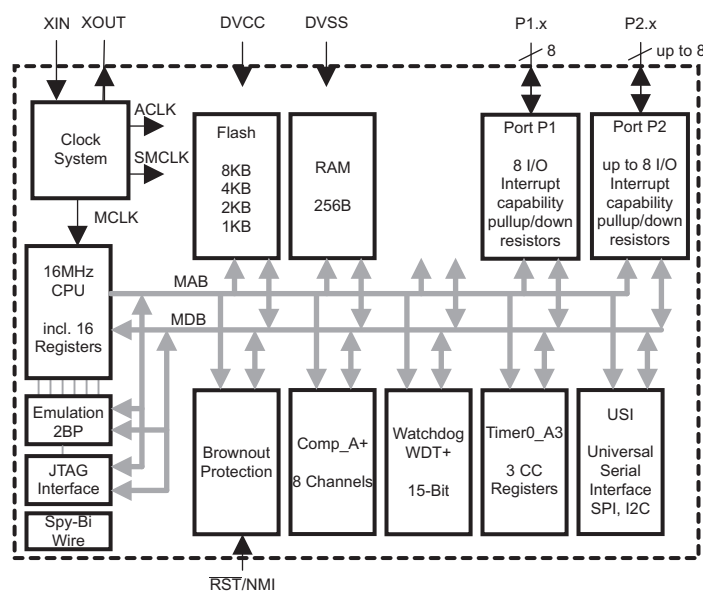 XIN XOUT DVCC DVSS P1.x P2.x
8 up to 8
Clock
System
ACLK
SMCLK
MCLK
Flash
8KB
4KB
2KB
1KB
RAM
256B
Port P1
8 I/O
Interrupt
capability
pullup/down
resistors
Port P2
up to 8 I/O
Interrupt
capability
pullup/down
resistors
16MHz
CPU
incl. 16
Registers
MAB
MDB
Emulation
2BP
JTAG
Interface
Spy-Bi
Wire
Brownout
Protection
Comp_A+
8 Channels
Watchdog
WDT+
15-Bit
Timer0_A3
3 CC
Registers
USI
Universal
Serial
Interface
SPI, I2C
RST/NMI